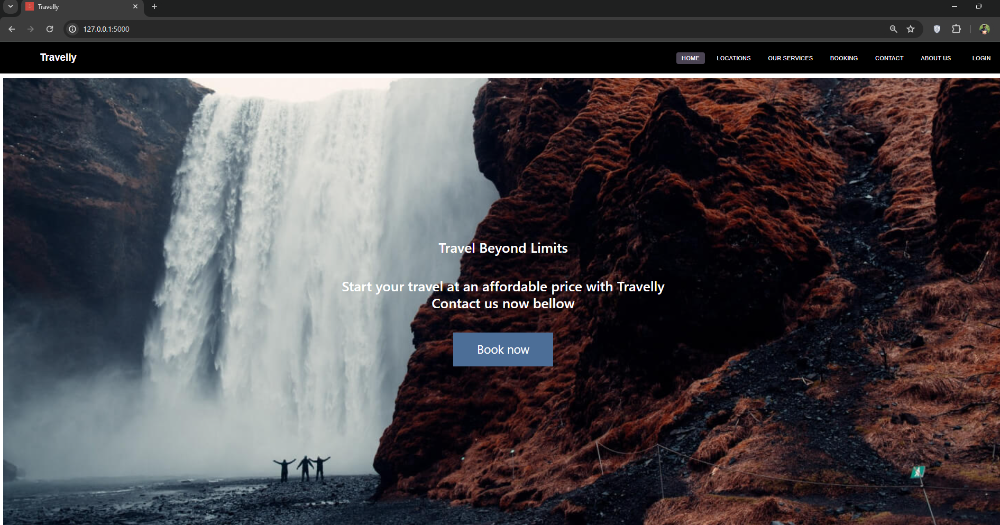 Travelly
127.0.0.1:5000
Travelly
HOME LOCATIONS OUR SERVICES BOOKING CONTACT ABOUT US LOGIN
Travel Beyond Limits
Start your travel at an affordable price with Travelly
Contact us now bellow
Book now